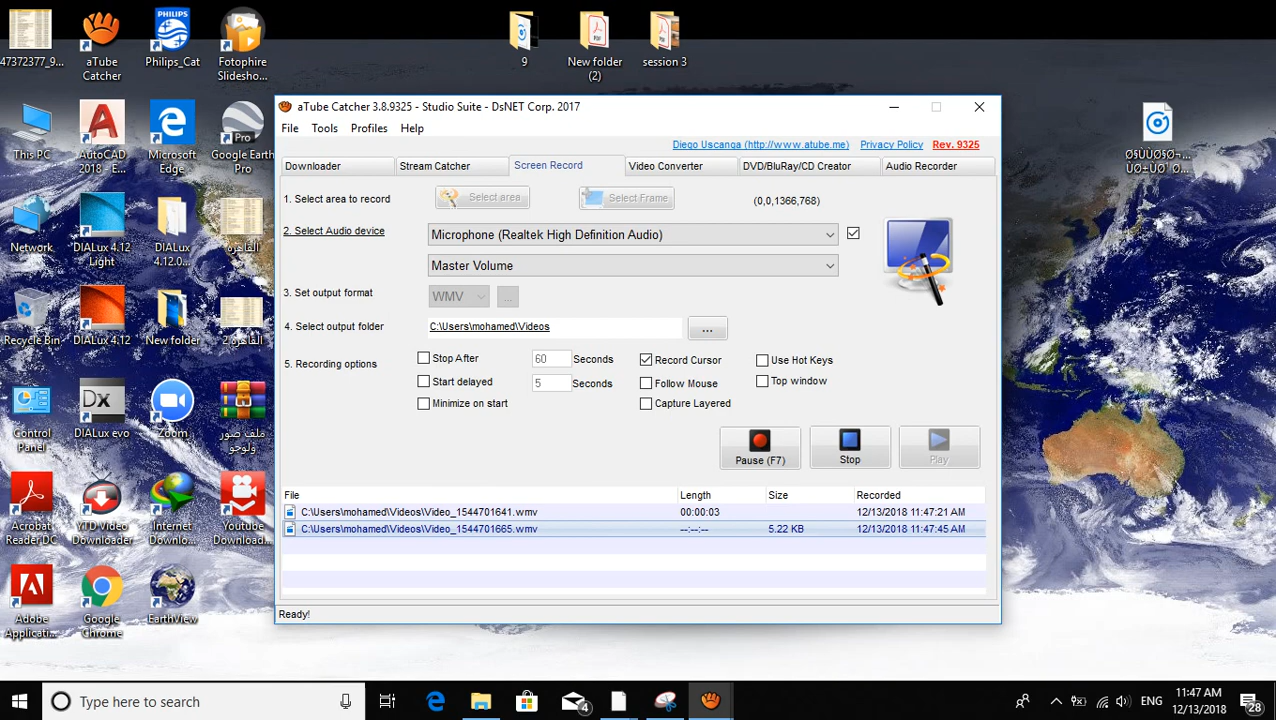 47372377_9...
aTube
Catcher
Philips_Cat
Fotophire
Slidesho...
9
New folder
(2)
session 3
This PC
AutoCAD
2018 - E...
Microsoft
Edge
Google Earth
Pro
Network
DIALux 4.12
Light
DIALux
4.12.0...
القاهرة
Recycle Bin
DIALux 4.12
New folder
القاهرة 2
Control
Panel
DIALux evo
Zoom
ملف صور
ولوجو
Acrobat
Reader DC
YTD Video
Downloader
Internet
Downlo...
Youtube
Download...
Adobe
Applicati...
Google
Chrome
EarthView
aTube Catcher 3.8.9325 - Studio Suite - DsNET Corp. 2017
File Tools Profiles Help
Diego Uscanga (http://www.atube.me) Privacy Policy Rev. 9325
Downloader Stream Catcher Screen Record Video Converter DVD/BluRay/CD Creator Audio Recorder
1. Select area to record Select area Select Frame (0,0,1366,768)
2. Select Audio device Microphone (Realtek High Definition Audio)
Master Volume
3. Set output format WMV ...
4. Select output folder C:\Users\mohamed\Videos ...
5. Recording options Stop After 60 Seconds Record Cursor Use Hot Keys
Start delayed 5 Seconds Follow Mouse Top window
Minimize on start Capture Layered
Pause (F7) Stop Play
File Length Size Recorded
C:\Users\mohamed\Videos\Video_1544701641.wmv 00:00:03 12/13/2018 11:47:21 AM
C:\Users\mohamed\Videos\Video_1544701665.wmv --:--:-- 5.22 KB 12/13/2018 11:47:45 AM
Ready!
Type here to search
4
ENG
11:47 AM
12/13/2018
28